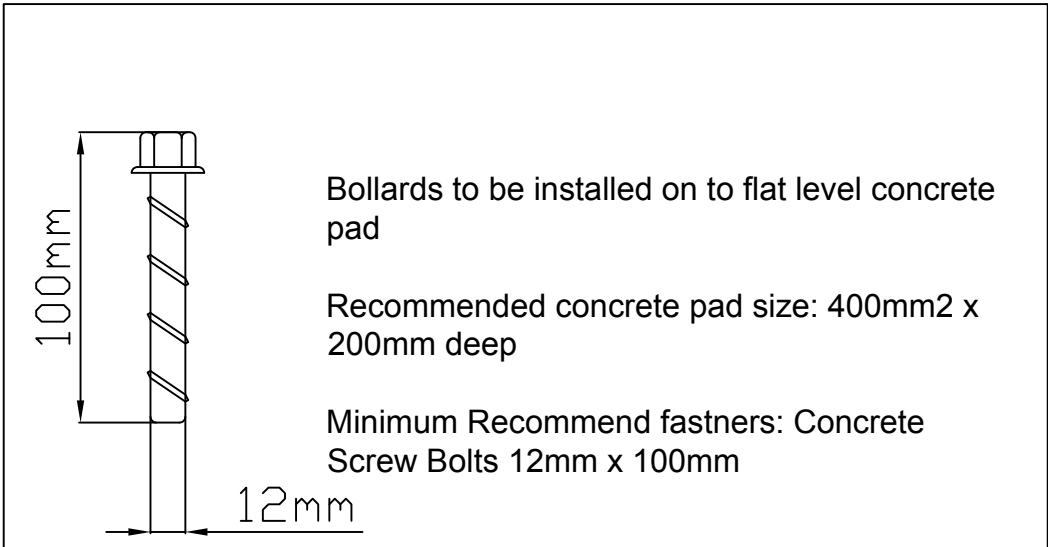 100mm
Bollards to be installed on to flat level concrete
pad
Recommended concrete pad size: 400mm2 x
200mm deep
Minimum Recommend fastners: Concrete
Screw Bolts 12mm x 100mm
12mm